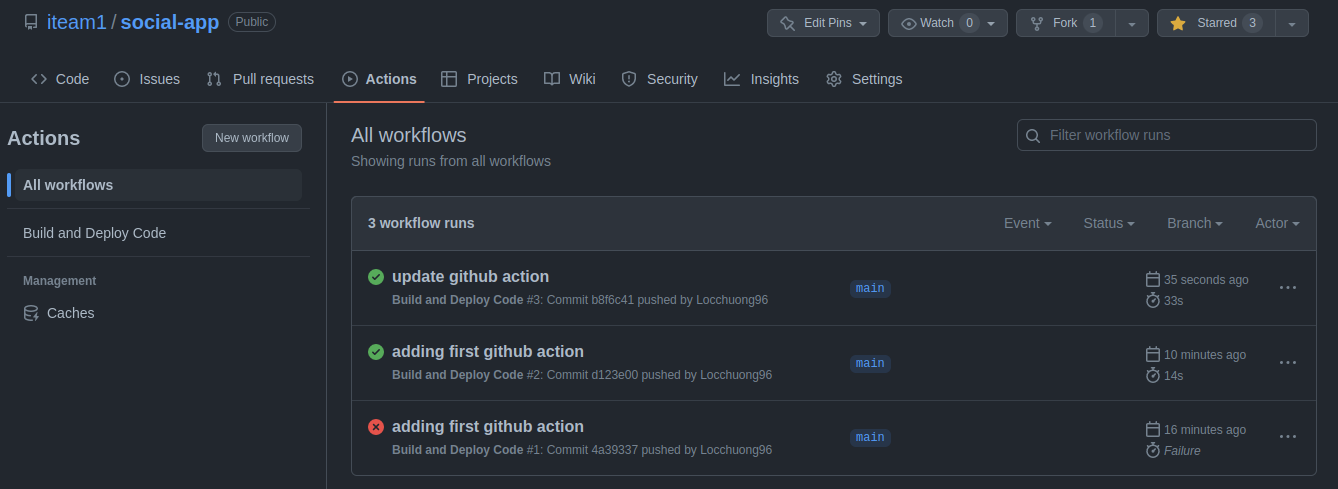 iteam1 / social-app Public Edit Pins Watch 0 Fork 1 Starred 3
Code Issues Pull requests Actions Projects Wiki Security Insights Settings
Actions New workflow
All workflows
Build and Deploy Code
Management
Caches
All workflows Filter workflow runs
Showing runs from all workflows
3 workflow runs Event Status Branch Actor
update github action
Build and Deploy Code #3: Commit b8f6c41 pushed by Locchuong96
main
35 seconds ago
33s
adding first github action
Build and Deploy Code #2: Commit d123e00 pushed by Locchuong96
main
10 minutes ago
14s
adding first github action
Build and Deploy Code #1: Commit 4a39337 pushed by Locchuong96
main
16 minutes ago
Failure